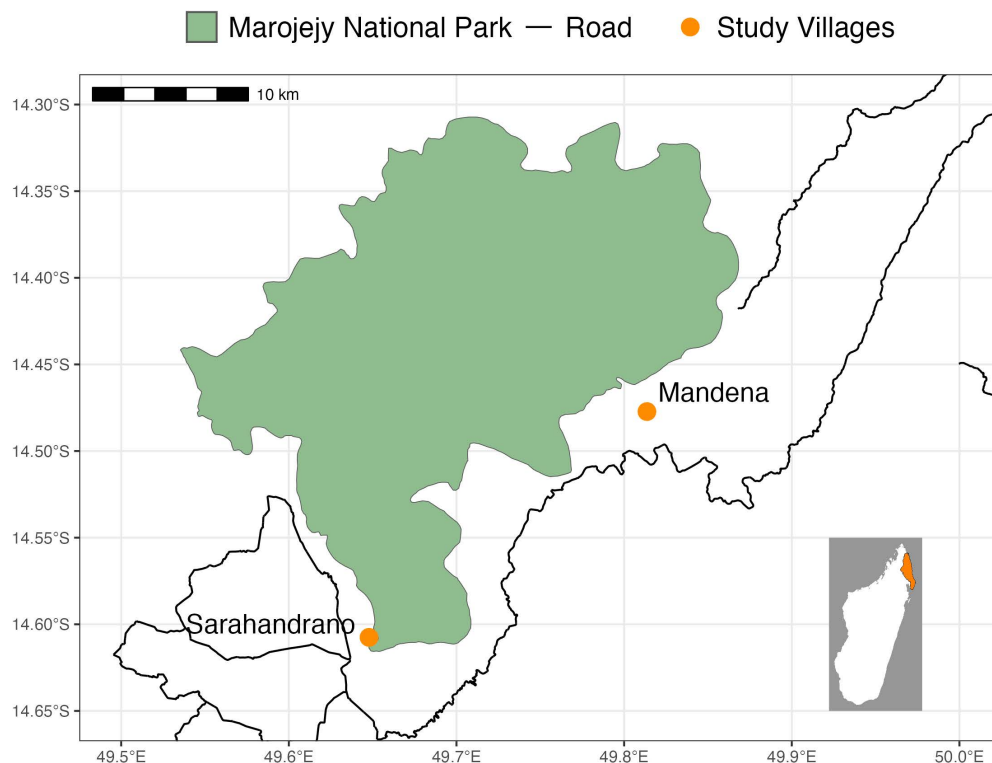 Marojejy National Park Road Study Villages
10 km
14.30°S
14.35°S
14.40°S
14.45°S
Mandena
14.50°S
14.55°S
Sarahandrano
14.60°S
14.65°S
49.5°E 49.6°E 49.7°E 49.8°E 49.9°E 50.0°E